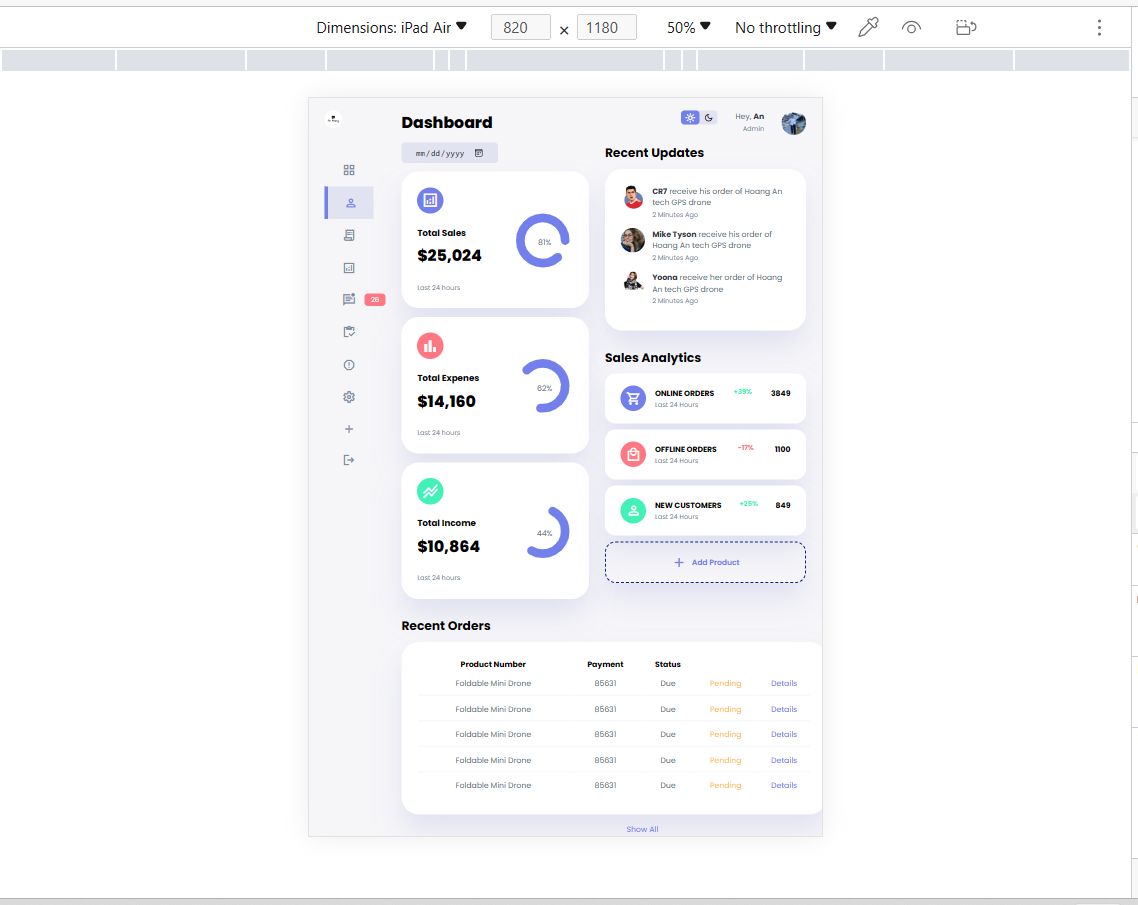 Dimensions: iPad Air
820 × 1180
50%
No throttling
Dashboard
Hey, An
Admin
mm/dd/yyyy
26
Total Sales
$25,024
81%
Last 24 hours
Total Expenes
$14,160
62%
Last 24 hours
Total Income
$10,864
44%
Last 24 hours
Recent Updates
CR7 receive his order of Hoang An
tech GPS drone
2 Minutes Ago
Mike Tyson receive his order of
Hoang An tech GPS drone
2 Minutes Ago
Yoona receive her order of Hoang
An tech GPS drone
2 Minutes Ago
Sales Analytics
ONLINE ORDERS +39% 3849
Last 24 Hours
OFFLINE ORDERS -17% 1100
Last 24 Hours
NEW CUSTOMERS +25% 849
Last 24 Hours
Add Product
Recent Orders
Product Number Payment Status
Foldable Mini Drone 85631 Due Pending Details
Foldable Mini Drone 85631 Due Pending Details
Foldable Mini Drone 85631 Due Pending Details
Foldable Mini Drone 85631 Due Pending Details
Foldable Mini Drone 85631 Due Pending Details
Show All